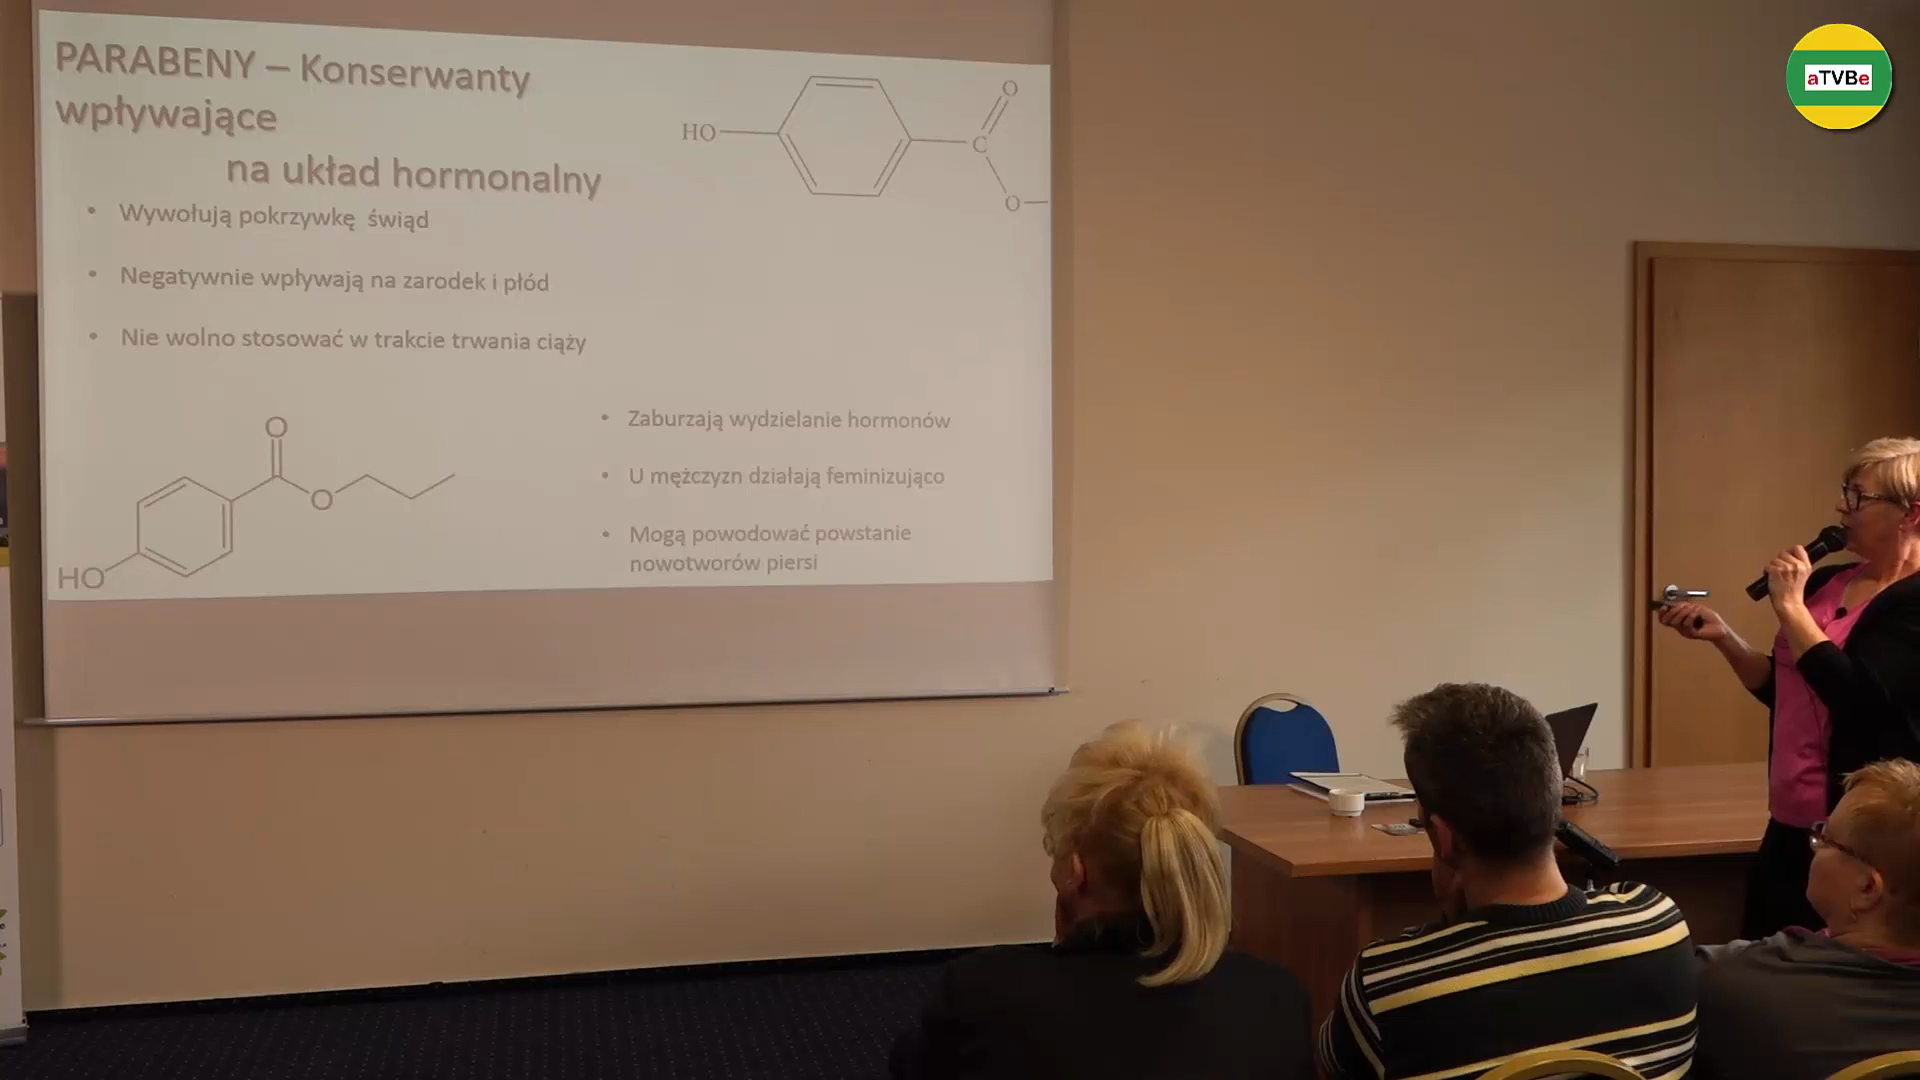 PARABENY – Konserwanty
wpływające
na układ hormonalny
• Wywołują pokrzywkę świąd
• Negatywnie wpływają na zarodek i płód
• Nie wolno stosować w trakcie trwania ciąży
HO
C
O
O
• Zaburzają wydzielanie hormonów
• U mężczyzn działają feminizująco
• Mogą powodować powstanie
nowotworów piersi
O
O
HO
aTVBe